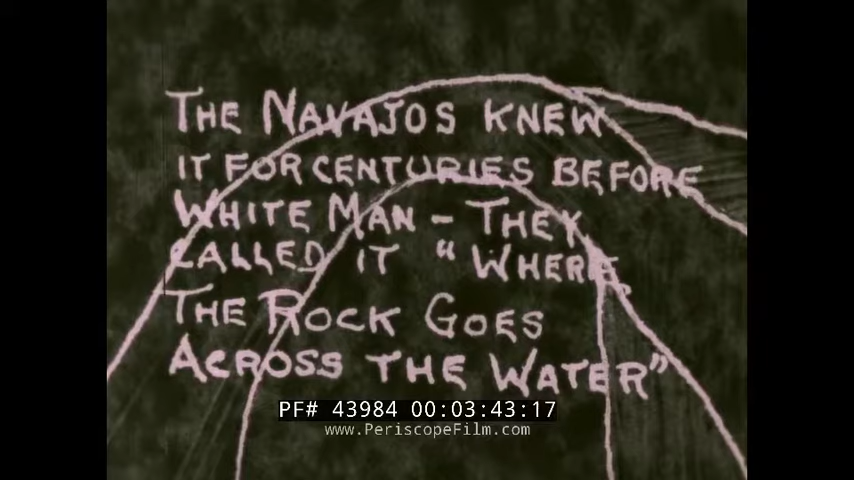 THE NAVAJOS KNEW
IT FOR CENTURIES BEFORE
WHITE MAN – THEY
CALLED IT "WHERE
THE ROCK GOES
ACROSS THE WATER"
PF# 43984 00:03:43:17
www.PeriscopeFilm.com